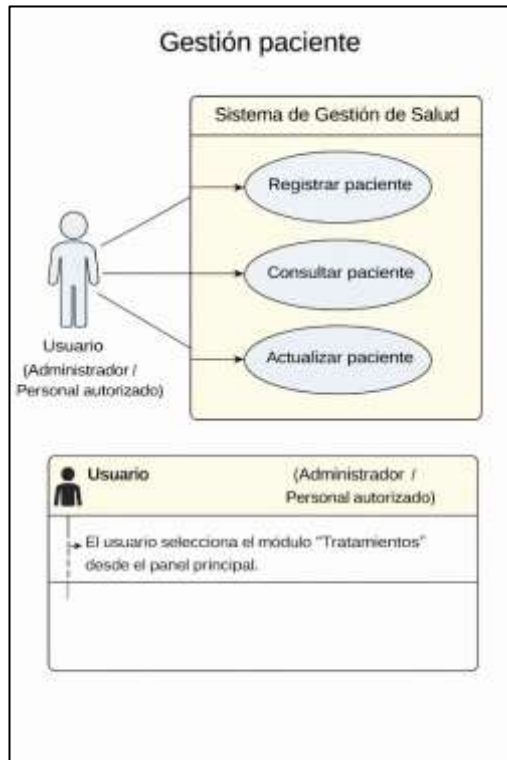 Gestión paciente
Sistema de Gestión de Salud
Registrar paciente
Consultar paciente
Actualizar paciente
Usuario
(Administrador /
Personal autorizado)
Usuario
(Administrador /
Personal autorizado)
El usuario selecciona el módulo "Tratamientos"
desde el panel principal.